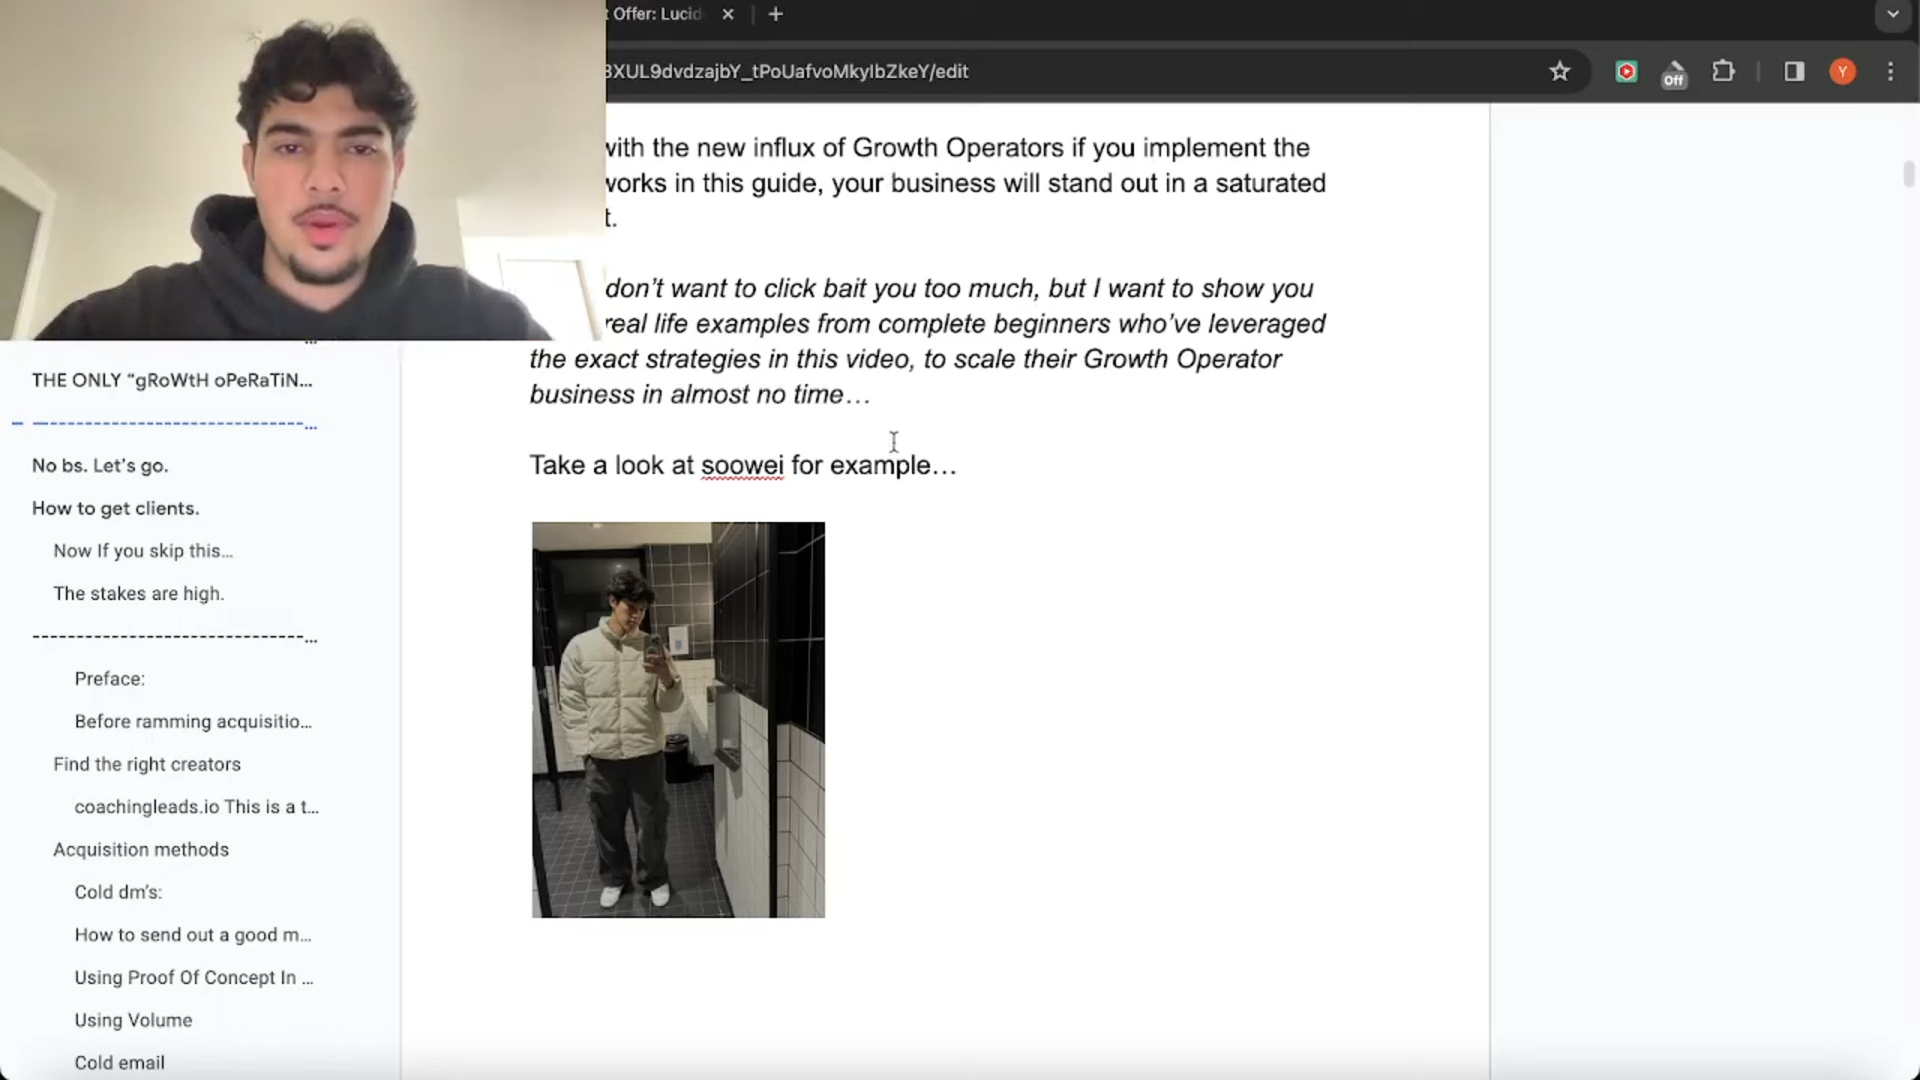 t Offer: Lucid
3XUL9dvdzajbY_tPoUafvoMkyIbZkeY/edit
Off
Y
with the new influx of Growth Operators if you implement the
works in this guide, your business will stand out in a saturated
t.
don't want to click bait you too much, but I want to show you
real life examples from complete beginners who've leveraged
the exact strategies in this video, to scale their Growth Operator
business in almost no time…
Take a look at soowei for example…
THE ONLY “gRoWtH oPeRaTiN...
No bs. Let's go.
How to get clients.
Now If you skip this…
The stakes are high.
Preface:
Before ramming acquisitio...
Find the right creators
coachingleads.io This is a t...
Acquisition methods
Cold dm's:
How to send out a good m...
Using Proof Of Concept In ...
Using Volume
Cold email